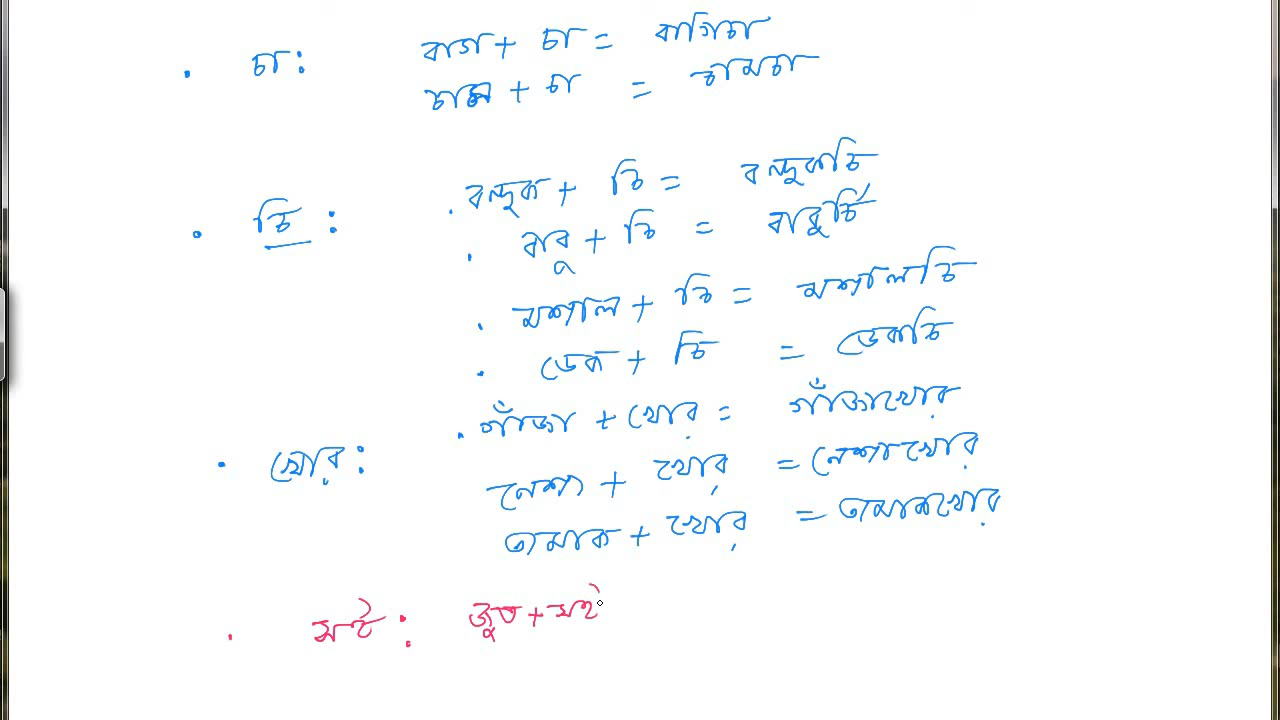 • চা: বাগ + চা = বাগিচা
চাম + চা = চামচা
• চি: • বন্দুক + চি = বন্দুকচি
• বাবু + চি = বাবুর্চি
• মশাল + চি = মশালচি
• ডেক + চি = ডেকচি
• গাঁজা + খোর = গাঁজাখোর
• খোর: নেশা + খোর = নেশাখোর
তামাক + খোর = তামাকখোর
• সই: জুত + সই